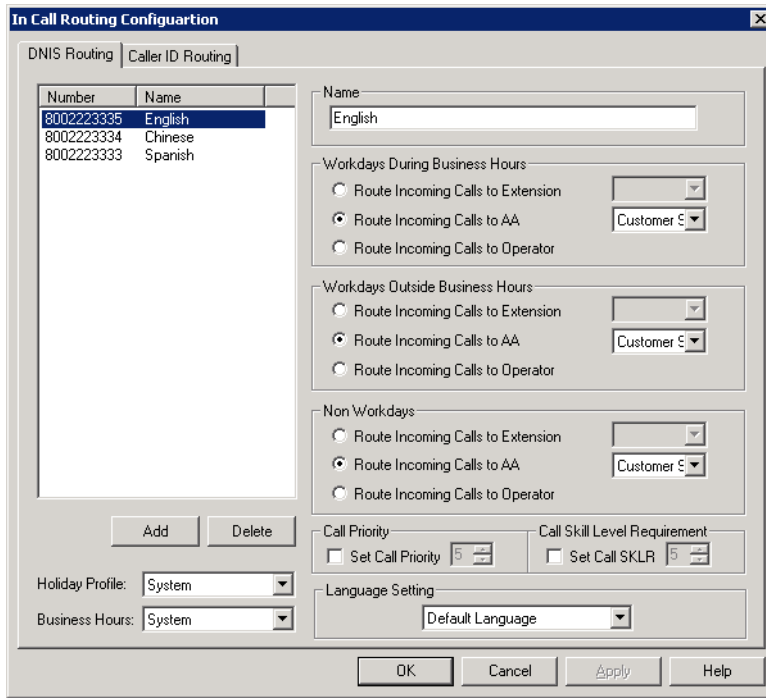 In Call Routing Configuartion
DNIS Routing
Caller ID Routing
Number Name
8002223335 English
8002223334 Chinese
8002223333 Spanish
Add
Delete
Holiday Profile: System
Business Hours: System
Name
English
Workdays During Business Hours
Route Incoming Calls to Extension
Route Incoming Calls to AA Customer S
Route Incoming Calls to Operator
Workdays Outside Business Hours
Route Incoming Calls to Extension
Route Incoming Calls to AA Customer S
Route Incoming Calls to Operator
Non Workdays
Route Incoming Calls to Extension
Route Incoming Calls to AA Customer S
Route Incoming Calls to Operator
Call Priority
Set Call Priority 5
Call Skill Level Requirement
Set Call SKLR 5
Language Setting
Default Language
OK
Cancel
Apply
Help